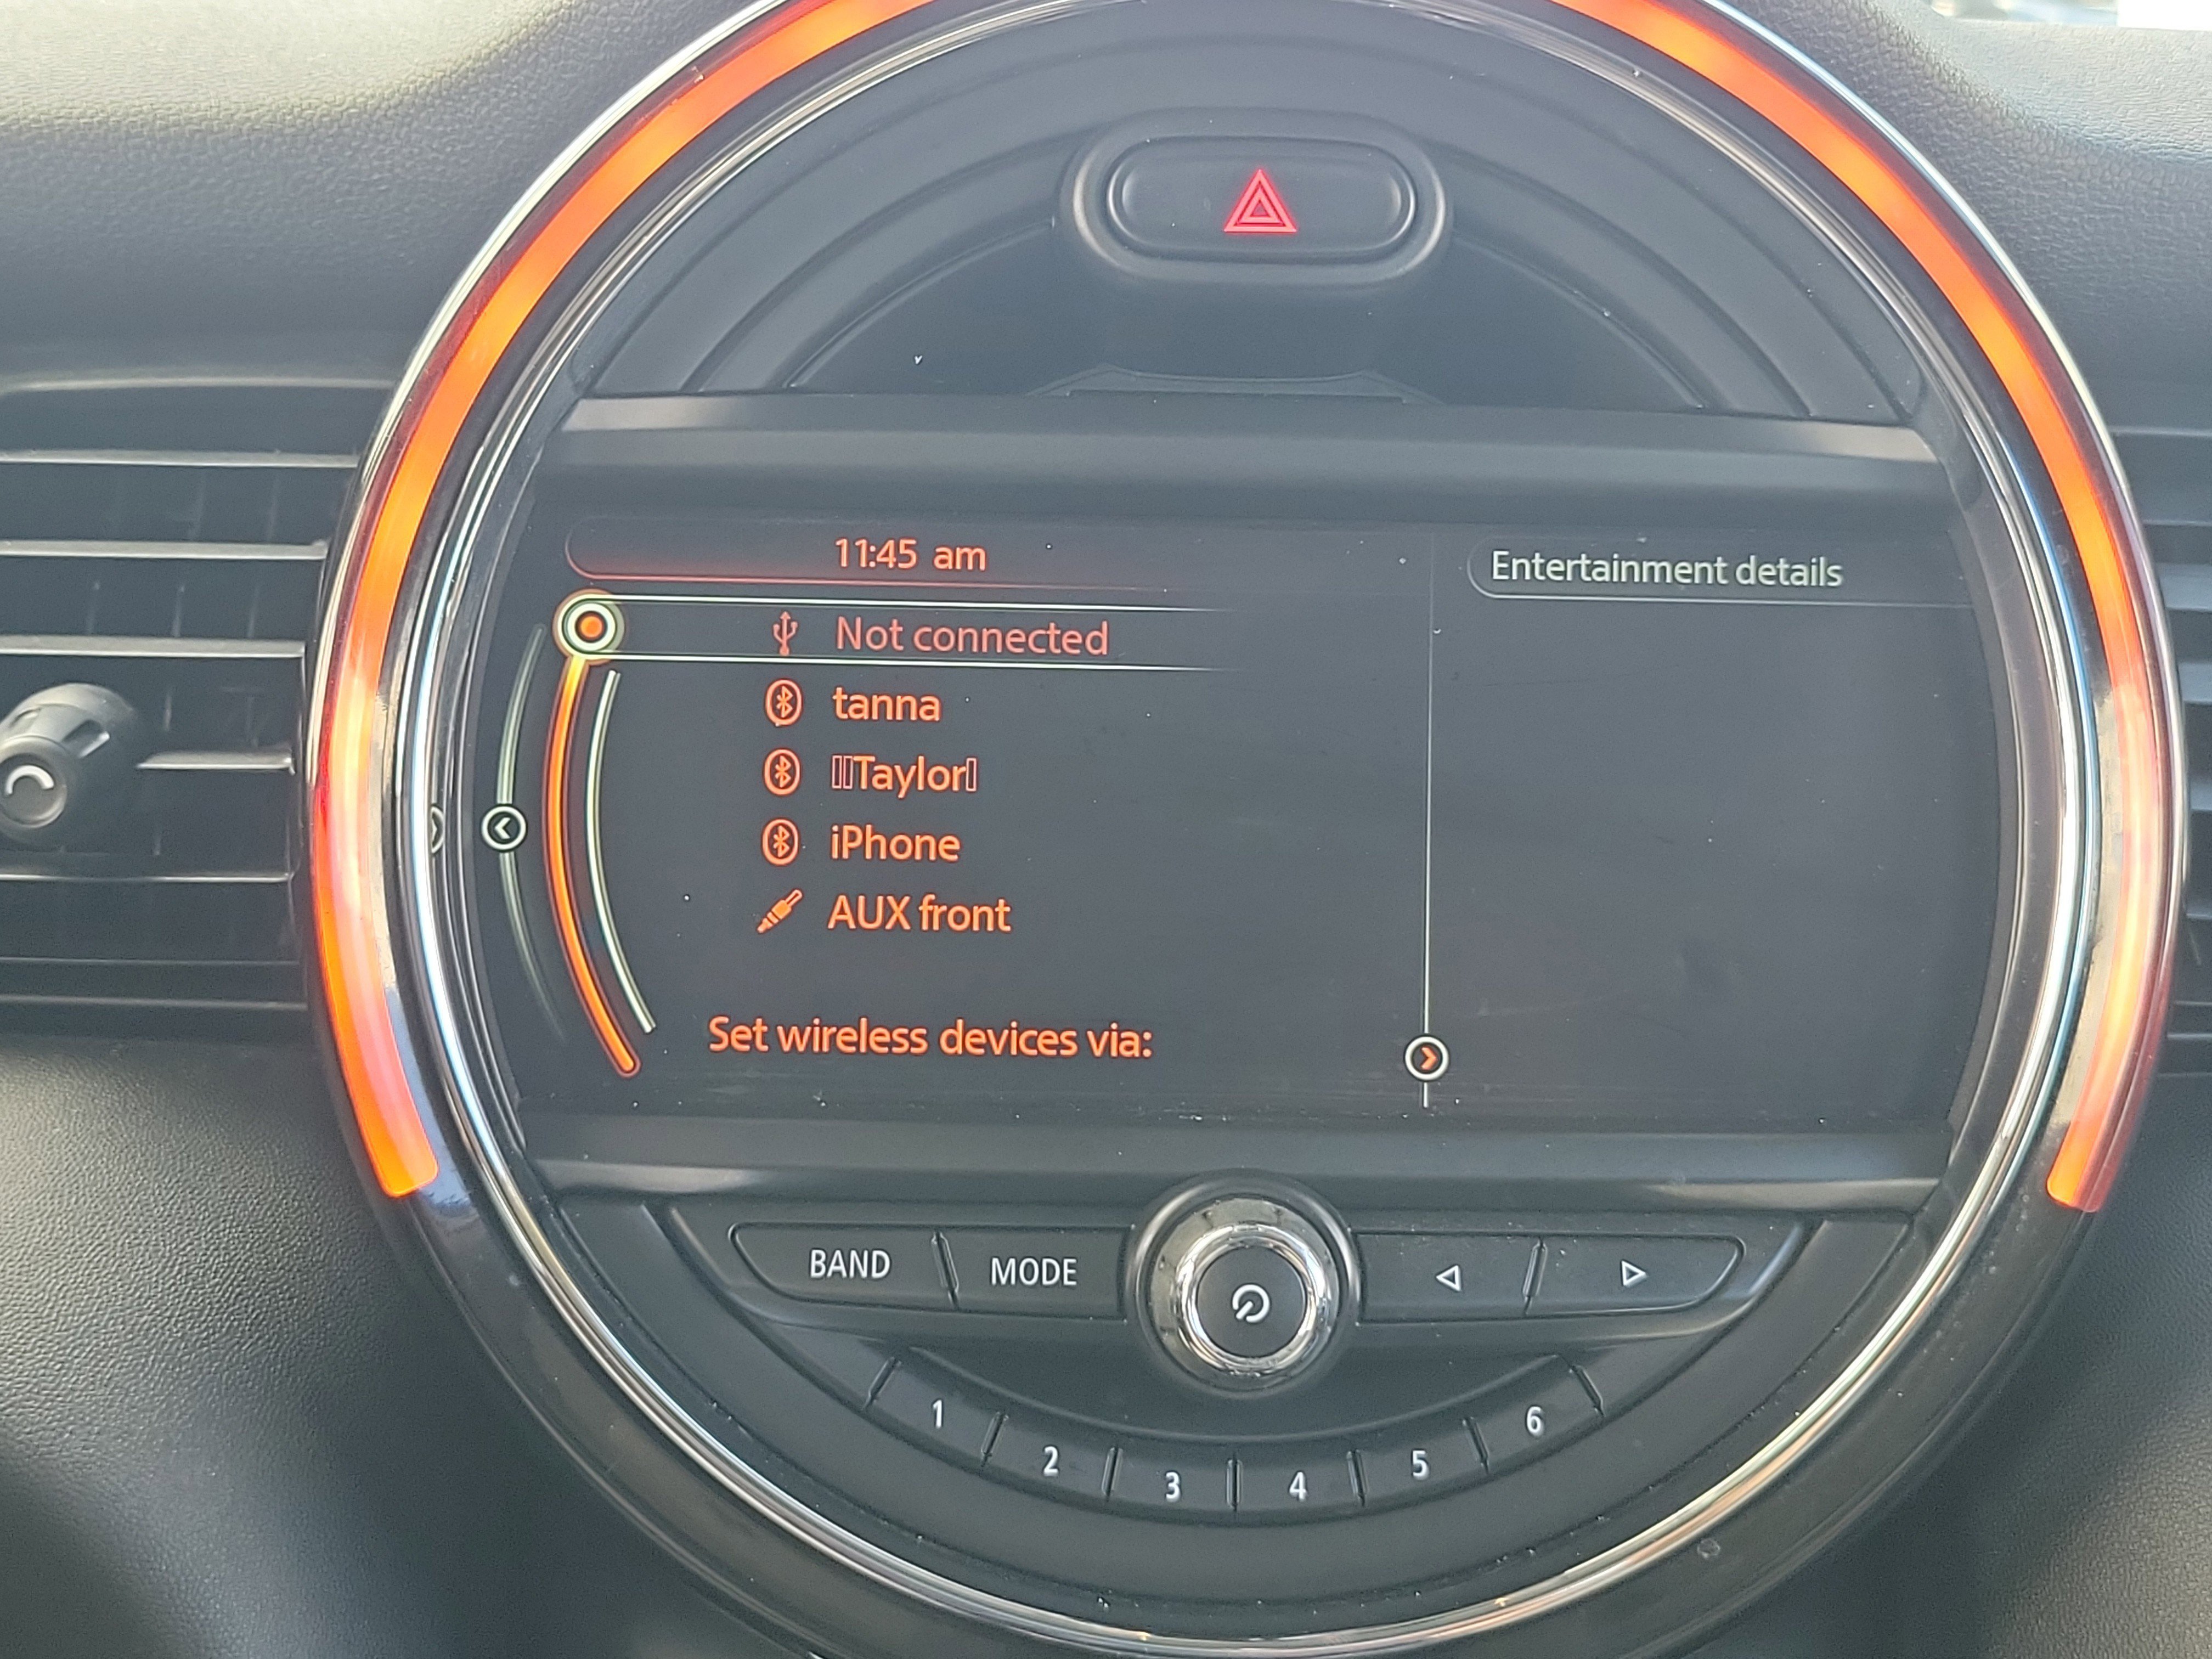 11:45 am
Entertainment details
Not connected
tanna
▯▯Taylor▯
iPhone
AUX front
Set wireless devices via:
BAND
MODE
1
2
3
4
5
6